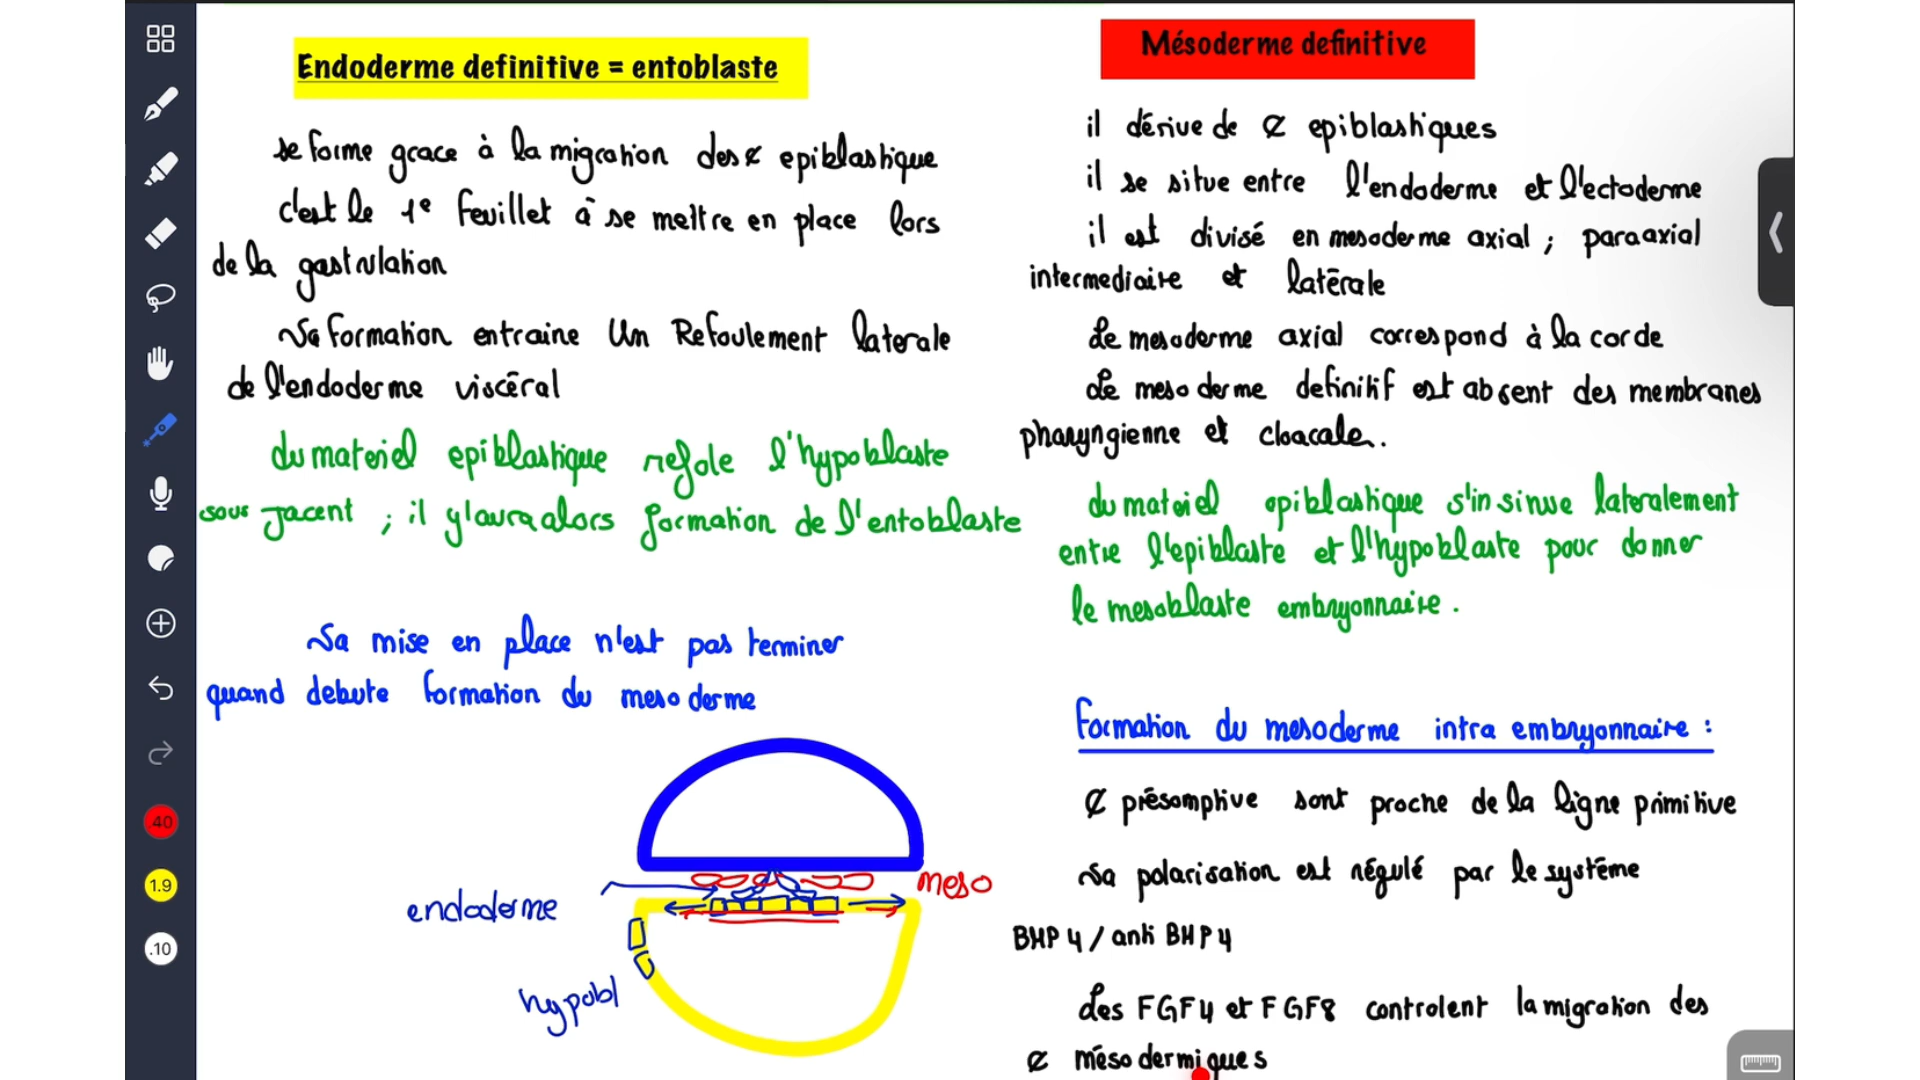 Endoderme definitive = entoblaste
se forme grace à la migration des ¢ epiblastique
c'est le 1e feuillet à se mettre en place lors
de la gastrulation
Sa formation entraine Un Refoulement laterale
de l'endoderme viscéral
du materiel epiblastique refole l'hypoblaste
sous jacent ; il y'aura alors formation de l'entoblaste
Sa mise en place n'est pas terminer
quand debute formation du mesoderme
meso
endoderme
hypobl
Mésoderme definitive
il dérive de ¢ epiblastiques
il se situe entre l'endoderme et l'ectoderme
il est divisé en mesoderme axial ; paraaxial
intermediaire et latérale
Le mesoderme axial correspond à la corde
Le mesoderme definitif est absent des membranes
pharyngienne et cloacale.
du materiel epiblastique s'insinue lateralement
entre l'epiblaste et l'hypoblaste pour donner
le mesoblaste embryonnaire.
Formation du mesoderme intra embryonnaire :
¢ présomptive sont proche de la ligne primitive
Sa polarisation est régulé par le système
BMP4 / anti BMP4
Les FGF4 et FGF8 controlent la migration des
¢ mésodermiques
.40
1.9
.10